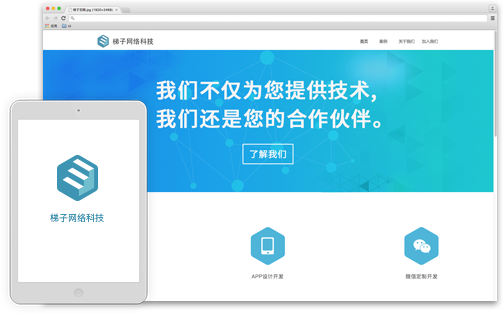 梯子网络科技
首页 案例 关于我们 加入我们
我们不仅为您提供技术,
我们还是您的合作伙伴。
了解我们
梯子网络科技
APP设计开发
微信定制开发